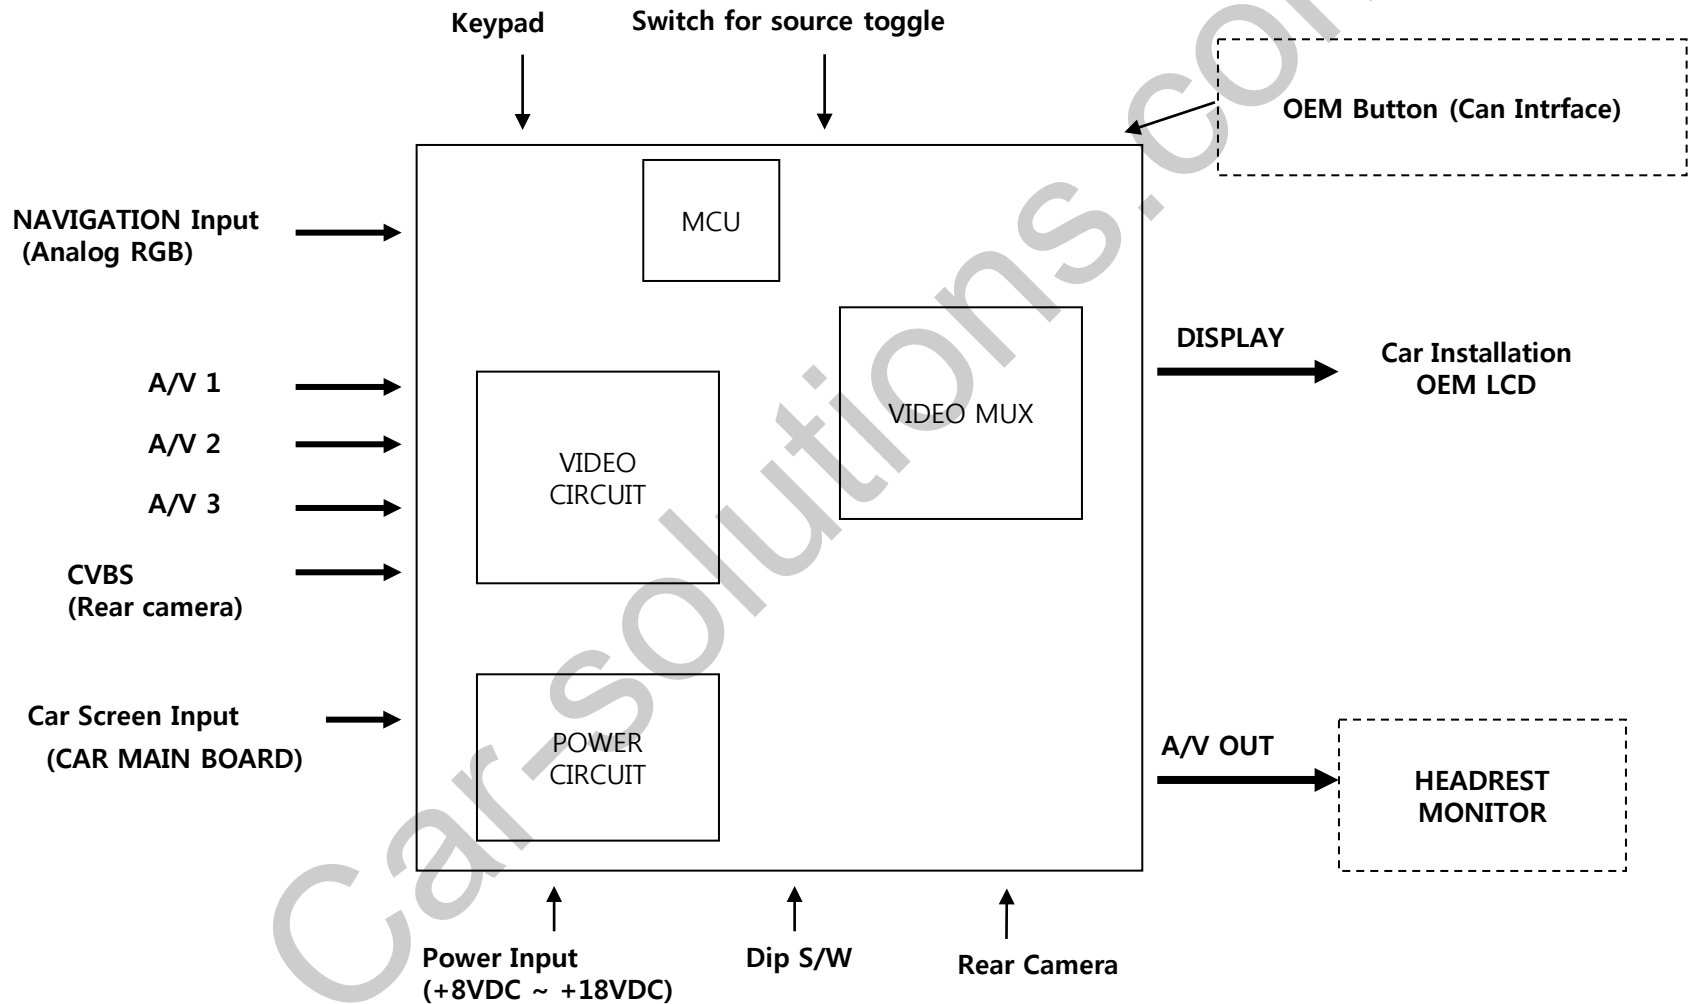 Keypad
Switch for source toggle
OEM Button (Can Intrface)
NAVIGATION Input
(Analog RGB)
MCU
DISPLAY
Car Installation
OEM LCD
A/V 1
A/V 2
A/V 3
VIDEO MUX
VIDEO
CIRCUIT
CVBS
(Rear camera)
Car Screen Input
(CAR MAIN BOARD)
POWER
CIRCUIT
A/V OUT
HEADREST
MONITOR
Power Input
(+8VDC ~ +18VDC)
Dip S/W
Rear Camera
Car-solutions.com